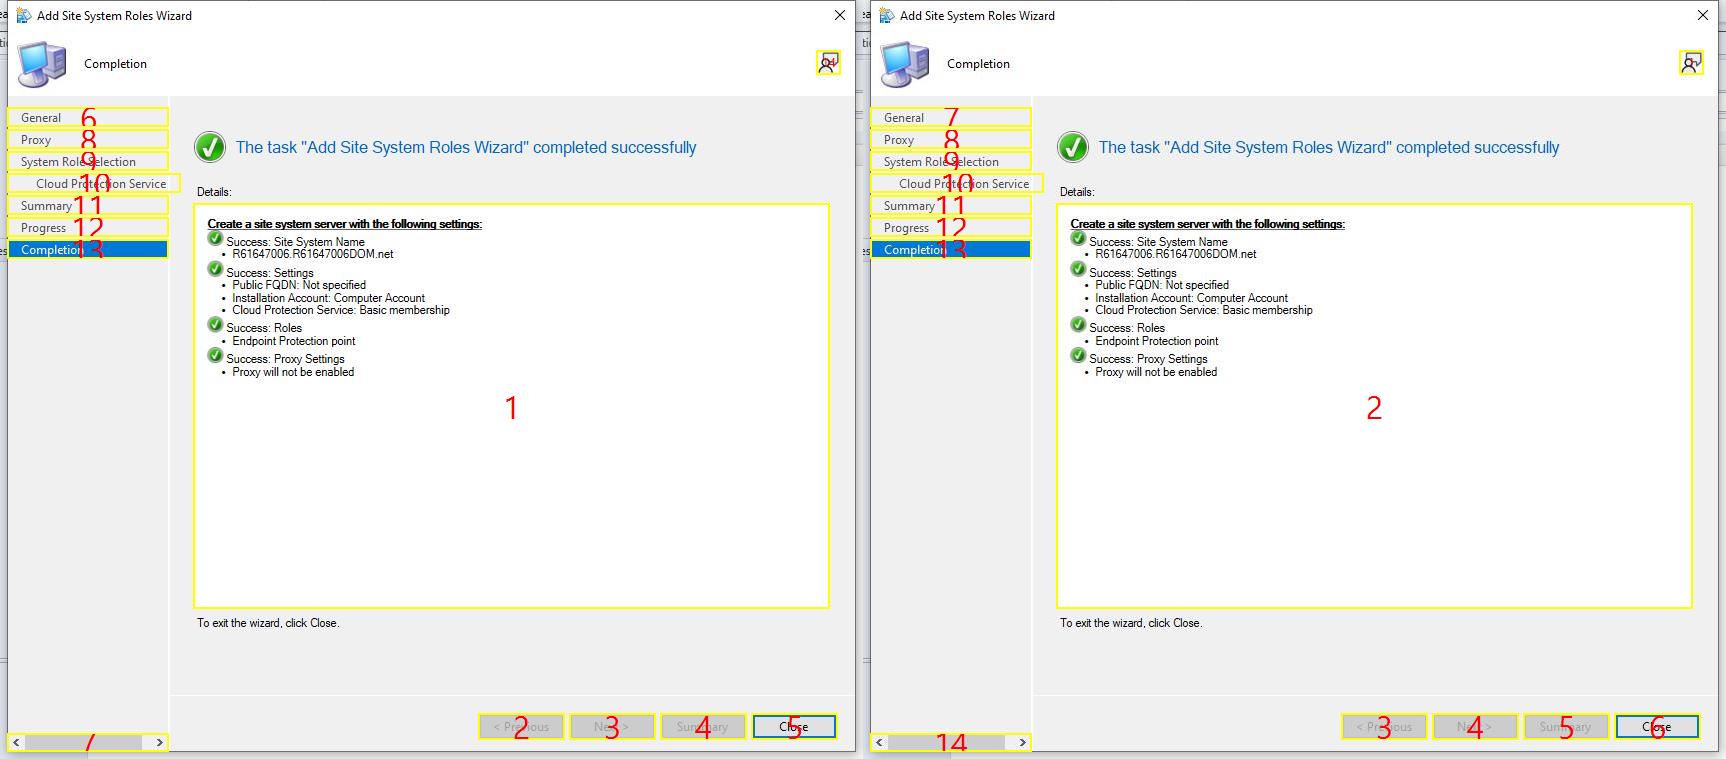 Add Site System Roles Wizard
Completion
14
General 6
Proxy 8
System Role Selection 9
Cloud Protection Service 10
Summary 11
Progress 12
Completion 13
The task "Add Site System Roles Wizard" completed successfully
Details:
Create a site system server with the following settings:
Success: Site System Name
• R61647006.R61647006DOM.net
Success: Settings
• Public FQDN: Not specified
• Installation Account: Computer Account
• Cloud Protection Service: Basic membership
Success: Roles
• Endpoint Protection point
Success: Proxy Settings
• Proxy will not be enabled
1
To exit the wizard, click Close.
< Previous 2
Next > 3
Summary 4
Close 5
< 7 >
Add Site System Roles Wizard
Completion
General 7
Proxy 8
System Role Selection 9
Cloud Protection Service 10
Summary 11
Progress 12
Completion 13
The task "Add Site System Roles Wizard" completed successfully
Details:
Create a site system server with the following settings:
Success: Site System Name
• R61647006.R61647006DOM.net
Success: Settings
• Public FQDN: Not specified
• Installation Account: Computer Account
• Cloud Protection Service: Basic membership
Success: Roles
• Endpoint Protection point
Success: Proxy Settings
• Proxy will not be enabled
2
To exit the wizard, click Close.
< Previous 3
Next > 4
Summary 5
Close 6
< 14 >